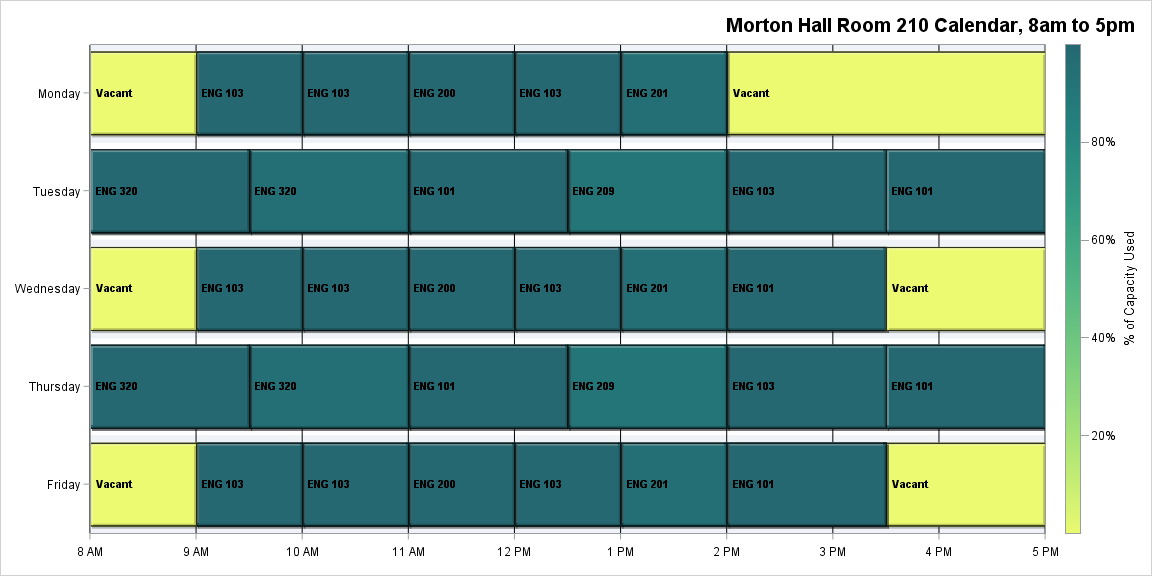 Morton Hall Room 210 Calendar, 8am to 5pm
Monday Vacant ENG 103 ENG 103 ENG 200 ENG 103 ENG 201 Vacant
80%
Tuesday ENG 320 ENG 320 ENG 101 ENG 209 ENG 103 ENG 101
60%
% of Capacity Used
Wednesday Vacant ENG 103 ENG 103 ENG 200 ENG 103 ENG 201 ENG 101 Vacant
40%
Thursday ENG 320 ENG 320 ENG 101 ENG 209 ENG 103 ENG 101
20%
Friday Vacant ENG 103 ENG 103 ENG 200 ENG 103 ENG 201 ENG 101 Vacant
8 AM 9 AM 10 AM 11 AM 12 PM 1 PM 2 PM 3 PM 4 PM 5 PM